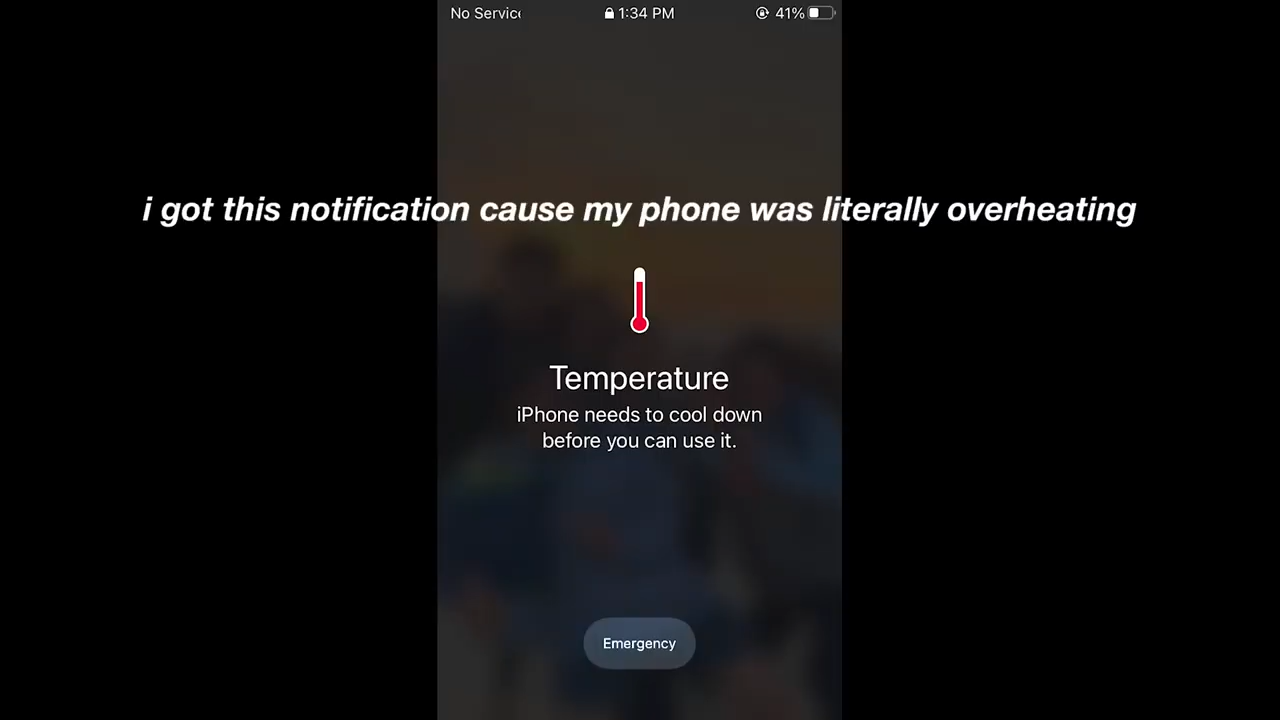 No Servic
1:34 PM
41%
i got this notification cause my phone was literally overheating
Temperature
iPhone needs to cool down
before you can use it.
Emergency